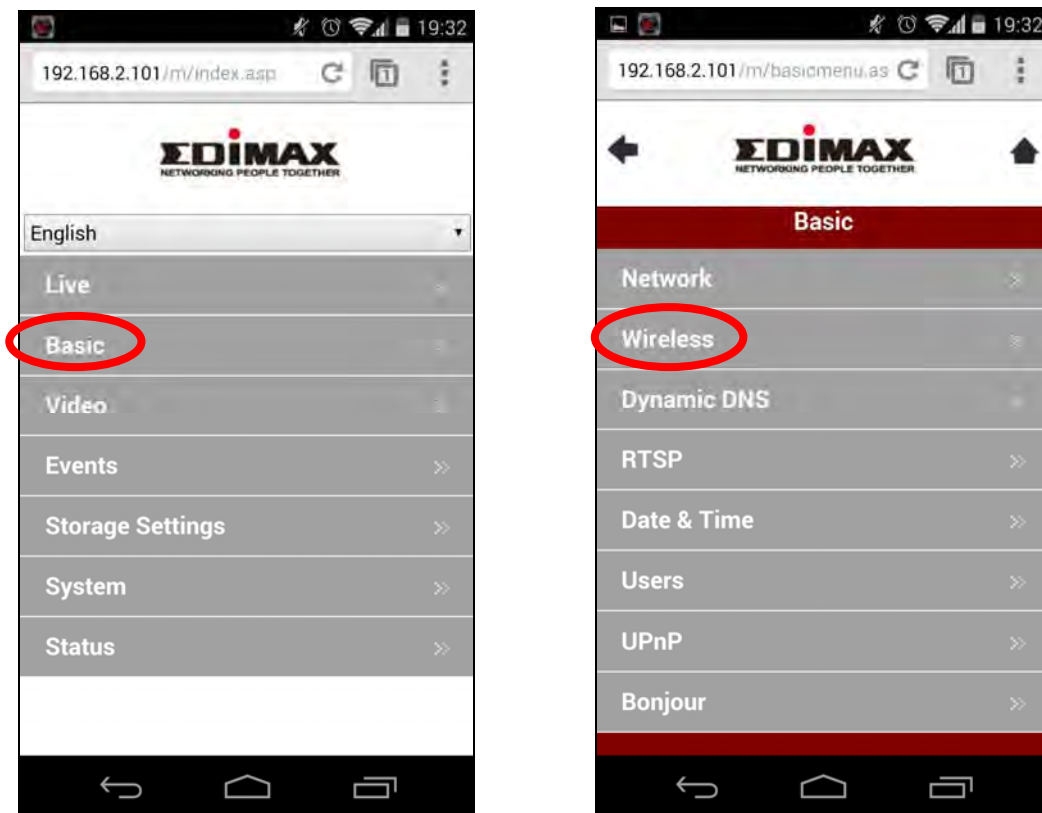 19:32
192.168.2.101/m/index.asp
EDIMAX
NETWORKING PEOPLE TOGETHER
English
Live
Basic
Video
Events
Storage Settings
System
Status
19:32
192.168.2.101/m/basicmenu.as
EDIMAX
NETWORKING PEOPLE TOGETHER
Basic
Network
Wireless
Dynamic DNS
RTSP
Date & Time
Users
UPnP
Bonjour